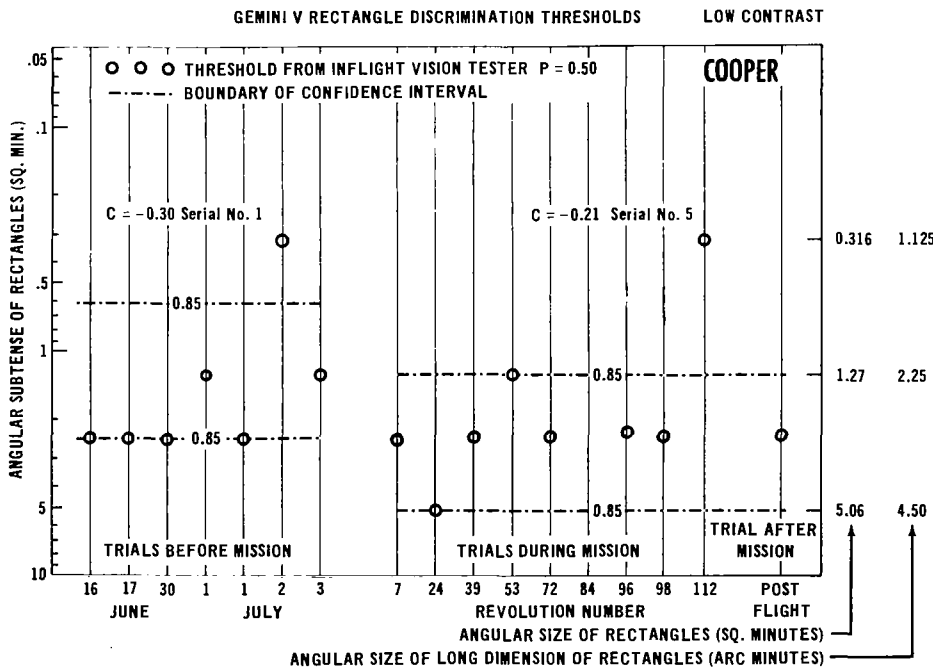 GEMINI V RECTANGLE DISCRIMINATION THRESHOLDS LOW CONTRAST
THRESHOLD FROM INFLIGHT VISION TESTER P = 0.50
BOUNDARY OF CONFIDENCE INTERVAL
COOPER
ANGULAR SUBTENSE OF RECTANGLES (SQ. MIN.)
.05
.1
.5
1
5
10
C = -0.30 Serial No. 1
C = -0.21 Serial No. 5
0.85
0.85
0.85
0.85
0.316 1.125
1.27 2.25
5.06 4.50
TRIALS BEFORE MISSION
TRIALS DURING MISSION
TRIAL AFTER
MISSION
16 17 30 1 1 2 3 7 24 39 53 72 84 96 98 112 POST
JUNE JULY REVOLUTION NUMBER FLIGHT
ANGULAR SIZE OF RECTANGLES (SQ. MINUTES)
ANGULAR SIZE OF LONG DIMENSION OF RECTANGLES (ARC MINUTES)